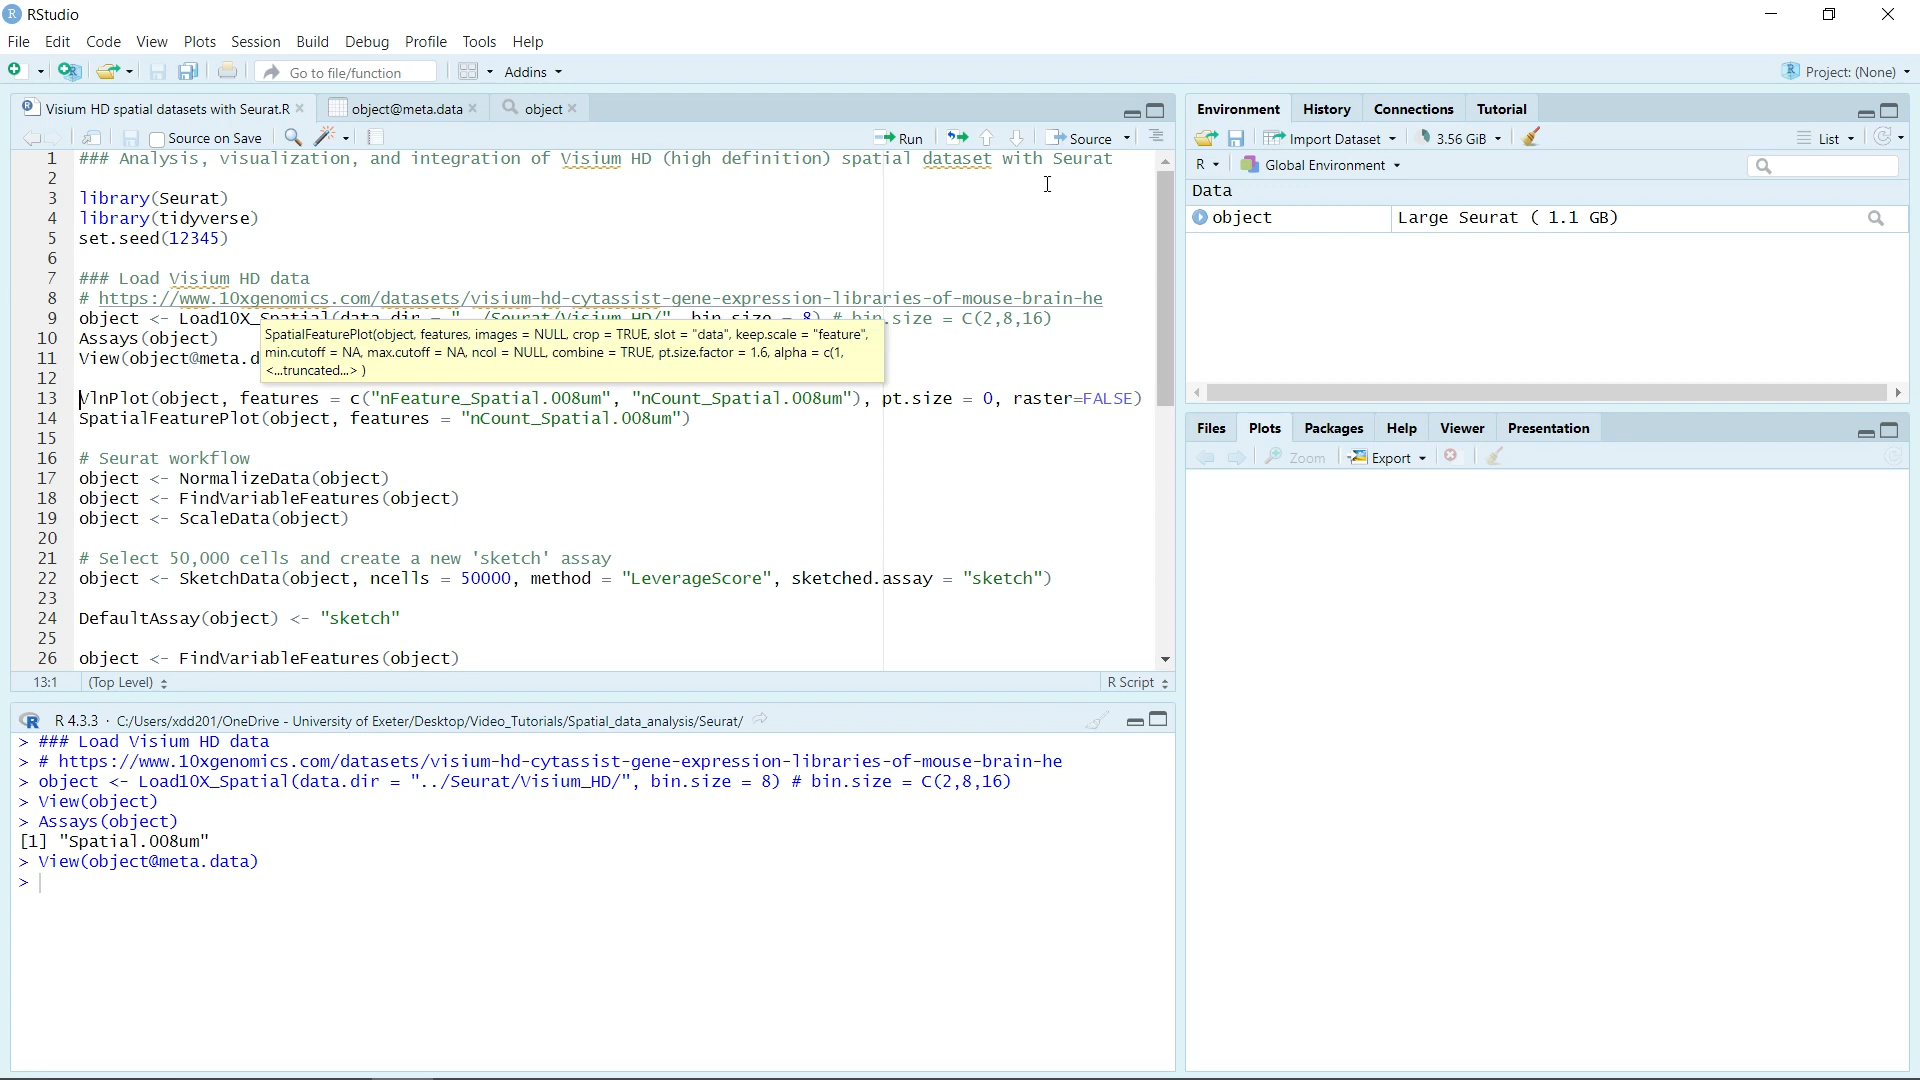 RStudio
File Edit Code View Plots Session Build Debug Profile Tools Help
Go to file/function Addins Project: (None)
Visium HD spatial datasets with Seurat.R object@meta.data object
Source on Save Run Source
1 ### Analysis, visualization, and integration of Visium HD (high definition) spatial dataset with Seurat
2
3 library(Seurat)
4 library(tidyverse)
5 set.seed(12345)
6
7 ### Load Visium HD data
8 # https://www.10xgenomics.com/datasets/visium-hd-cytassist-gene-expression-libraries-of-mouse-brain-he
9 object <- Load10X_Spatial(data.dir = "../Seurat/Visium_HD/", bin.size = 8) # bin.size = C(2,8,16)
SpatialFeaturePlot(object, features, images = NULL, crop = TRUE, slot = "data", keep.scale = "feature",
min.cutoff = NA, max.cutoff = NA, ncol = NULL, combine = TRUE, pt.size.factor = 1.6, alpha = c(1,
<...truncated...> )
10 Assays(object)
11 View(object@meta.d
12
13 VlnPlot(object, features = c("nFeature_Spatial.008um", "nCount_Spatial.008um"), pt.size = 0, raster=FALSE)
14 SpatialFeaturePlot(object, features = "nCount_Spatial.008um")
15
16 # Seurat workflow
17 object <- NormalizeData(object)
18 object <- FindVariableFeatures(object)
19 object <- ScaleData(object)
20
21 # Select 50,000 cells and create a new 'sketch' assay
22 object <- SketchData(object, ncells = 50000, method = "LeverageScore", sketched.assay = "sketch")
23
24 DefaultAssay(object) <- "sketch"
25
26 object <- FindVariableFeatures(object)
13:1 (Top Level) R Script
R 4.3.3 · C:/Users/xdd201/OneDrive - University of Exeter/Desktop/Video_Tutorials/Spatial_data_analysis/Seurat/
> ### Load Visium HD data
> # https://www.10xgenomics.com/datasets/visium-hd-cytassist-gene-expression-libraries-of-mouse-brain-he
> object <- Load10X_Spatial(data.dir = "../Seurat/Visium_HD/", bin.size = 8) # bin.size = C(2,8,16)
> View(object)
> Assays(object)
[1] "Spatial.008um"
> View(object@meta.data)
>
Environment History Connections Tutorial
Import Dataset 3.56 GiB List
R Global Environment
Data
object Large Seurat ( 1.1 GB)
Files Plots Packages Help Viewer Presentation
Zoom Export